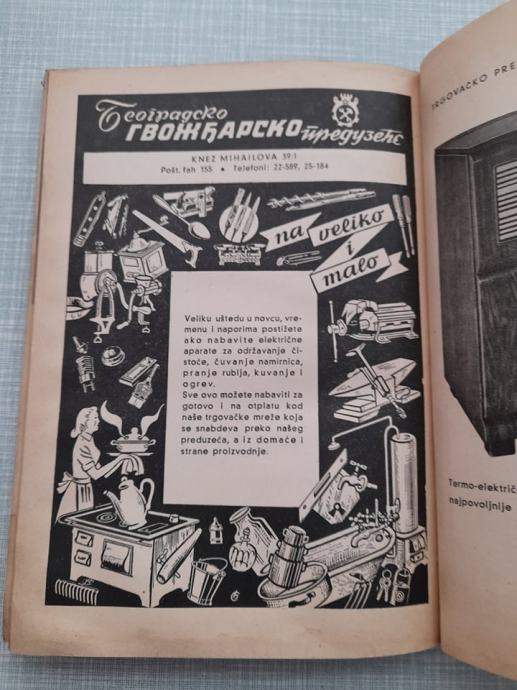 Београдско
ГВОЖЂАРСКО предузеће
KNEZ MIHAILOVA 39/I
Pošt. fah 155 • Telefoni: 22-589, 25-184
na
veliko
i
malo
Veliku uštedu u novcu, vre-
menu i naporima postižete
ako nabavite električne
aparate za održavanje či-
stoće, čuvanje namirnica,
pranje rublja, kuvanje i
ogrev.
Sve ovo možete nabaviti za
gotovo i na otplatu kod
naše trgovačke mreže koja
se snabdeva preko našeg
preduzeća, a iz domaće i
strane proizvodnje.
TRGOVAČKO PRE
Termo-električ
najpovoljnije